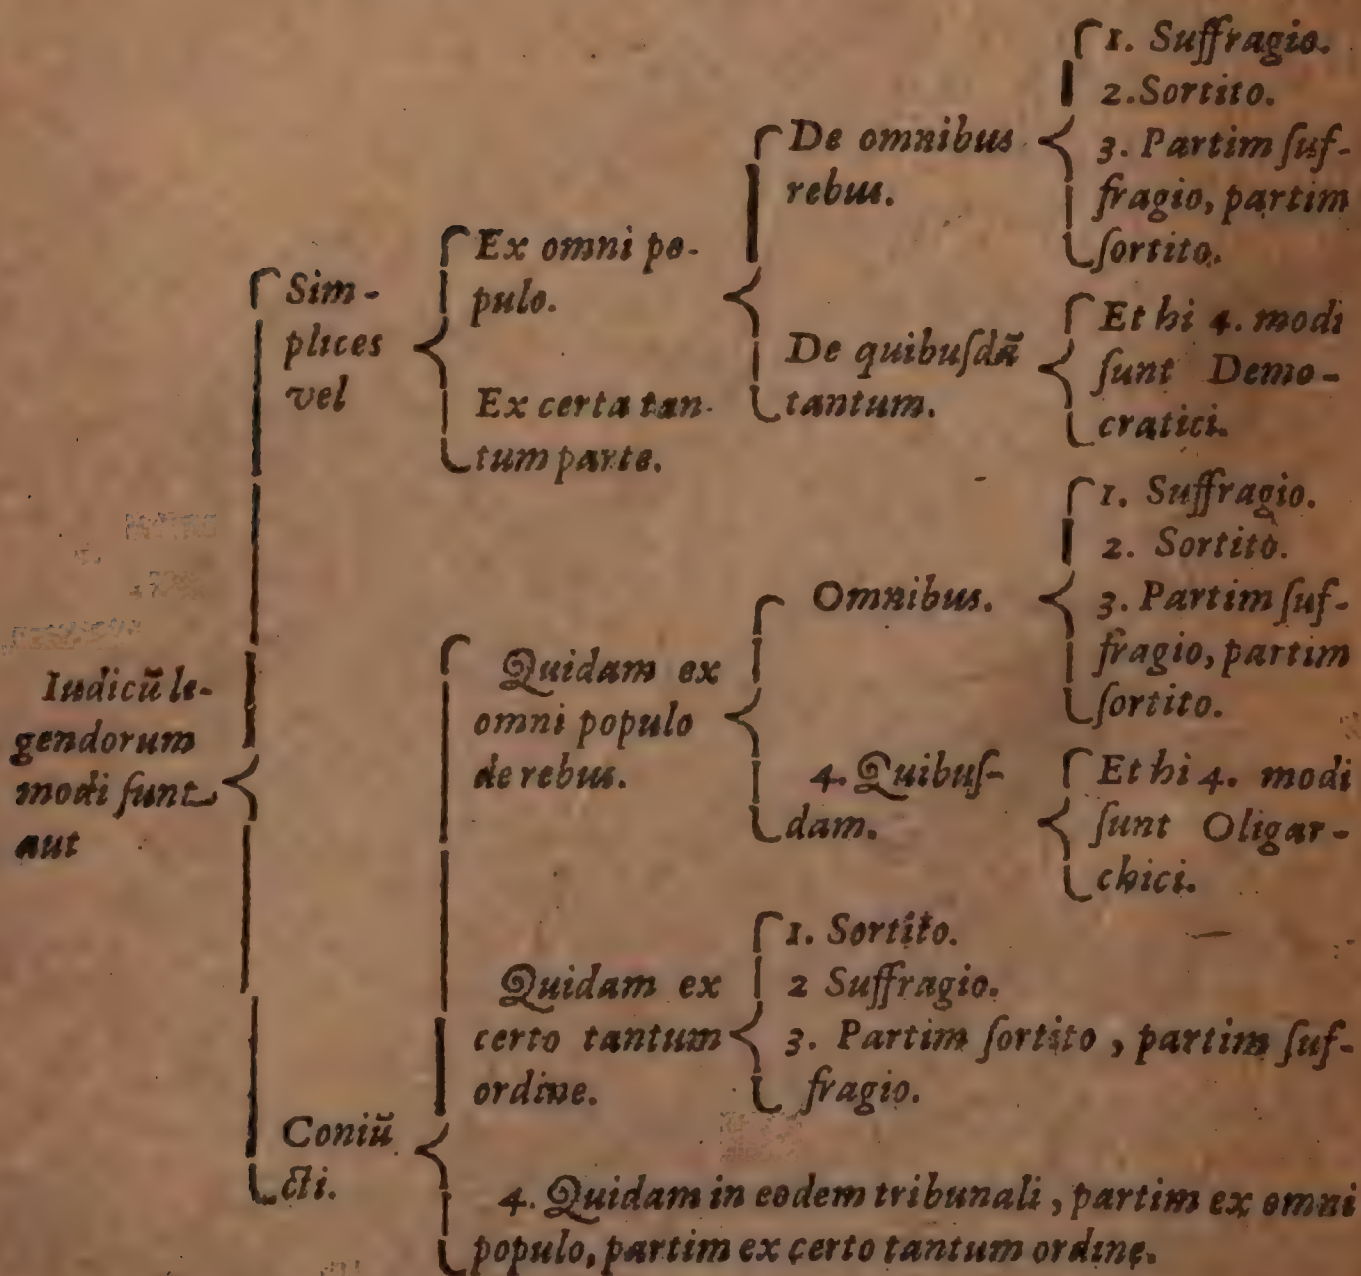 Iudicũ le-
gendorum
modi ſunt
aut
Sim-
plices
vel
Ex omni po-
pulo.
De omnibus
rebus.
1. Suffragio.
2. Sortito.
3. Partim ſuf-
fragio, partim
ſortito.
De quibuſdã
tantum.
Et hi 4. modi
ſunt Demo-
cratici.
Ex certa tan-
tum parte.
Coniũ
cti.
Quidam ex
omni populo
de rebus.
Omnibus.
1. Suffragio.
2. Sortito.
3. Partim ſuf-
fragio, partim
ſortito.
4. Quibuſ-
dam.
Et hi 4. modi
ſunt Oligar-
chici.
Quidam ex
certo tantum
ordine.
1. Sortito.
2 Suffragio.
3. Partim ſortito, partim ſuf-
fragio.
4. Quidam in eodem tribunali, partim ex omni
populo, partim ex certo tantum ordine.